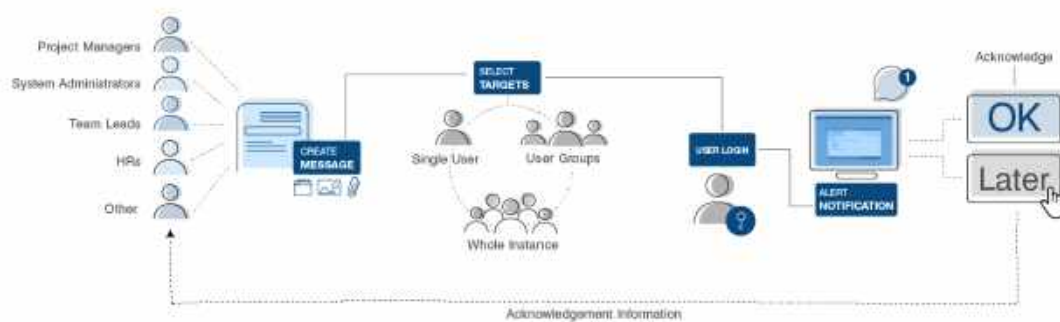 Project Managers
System Administrators
Team Leads
HRs
Other
CREATE
MESSAGE
SELECT
TARGETS
Single User
User Groups
Whole Instance
USER LOGIN
1
ALERT
NOTIFICATION
Acknowledge
OK
Later
Acknowledgement Information